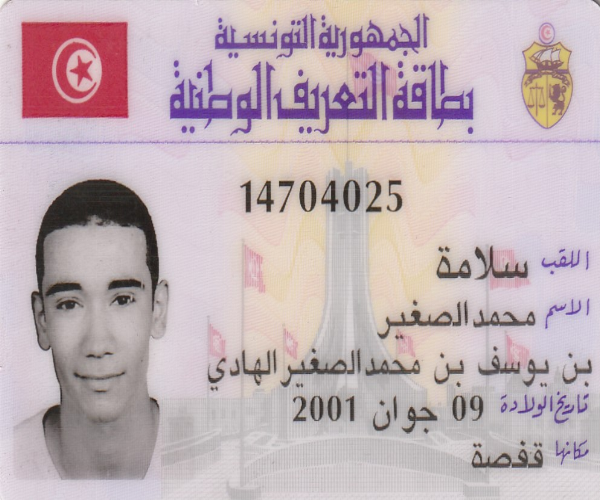 الجمهورية التونسية
بطاقة التعريف الوطنية
14704025
اللقب سلامة
الاسم محمد الصغير
بن يوسف بن محمد الصغير الهادي
تاريخ الولادة 09 جوان 2001
مكانها قفصة